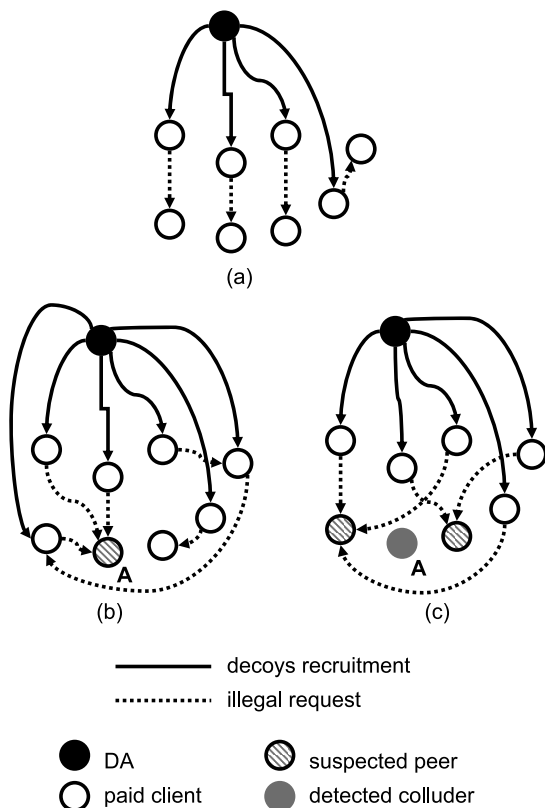 (a)
A
A
(b)
(c)
decoys recruitment
illegal request
DA
suspected peer
paid client
detected colluder